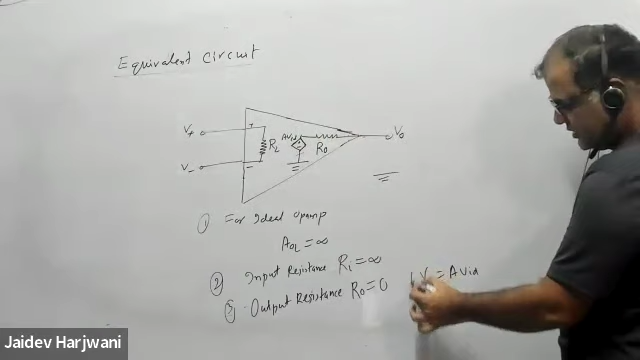 Equivalent Circuit
V+
+
AVid
Ri
Ro
Vo
V-
-
① For Ideal opamp
AOL = ∞
② Input Resistance Ri = ∞
③ Output Resistance Ro = 0
= AVid
Jaidev Harjwani